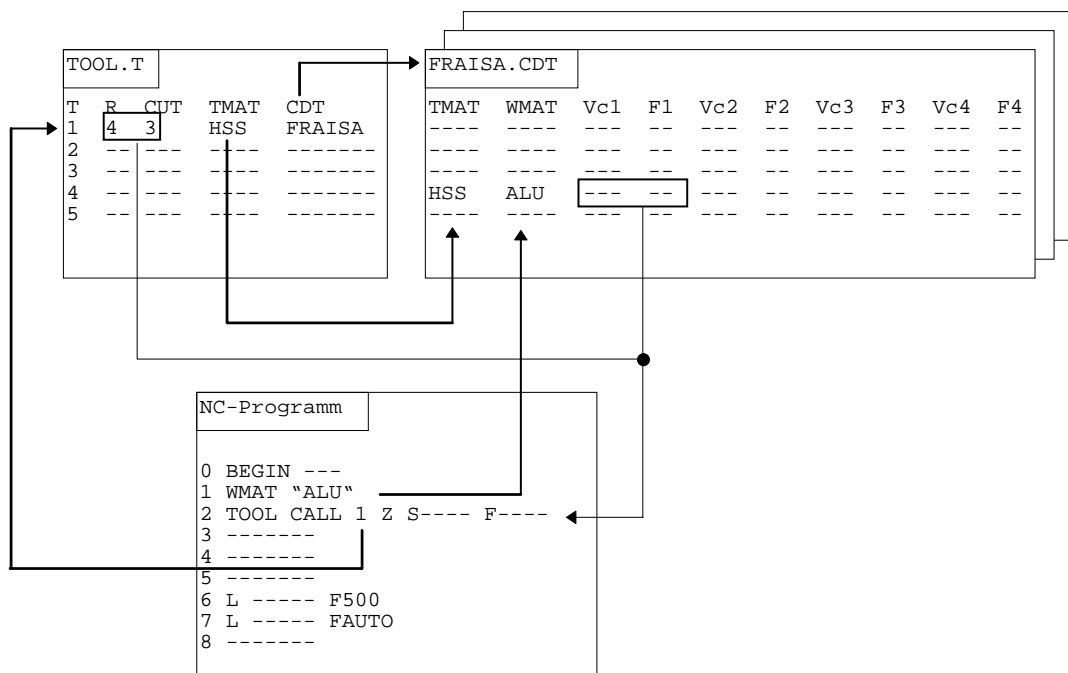 TOOL.T
T R CUT TMAT CDT
1 4 3 HSS FRAISA
2 -- --- ---- -------
3 -- --- ---- -------
4 -- --- ---- -------
5 -- --- ---- -------
FRAISA.CDT
TMAT WMAT Vc1 F1 Vc2 F2 Vc3 F3 Vc4 F4
---- ---- --- -- --- -- --- -- --- --
---- ---- --- -- --- -- --- -- --- --
---- ---- --- -- --- -- --- -- --- --
HSS ALU --- -- --- -- --- -- --- --
---- ---- --- -- --- -- --- -- --- --
NC-Programm
0 BEGIN ---
1 WMAT “ALU“
2 TOOL CALL 1 Z S---- F----
3 -------
4 -------
5 -------
6 L ----- F500
7 L ----- FAUTO
8 -------